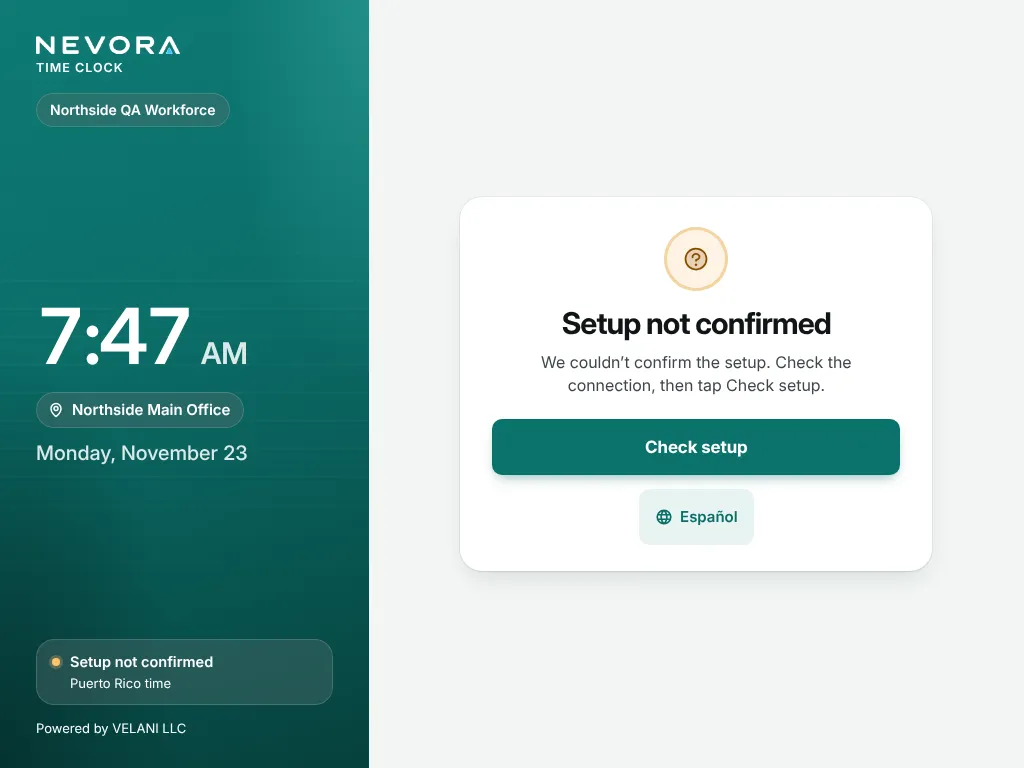 NEVORA
TIME CLOCK
Northside QA Workforce
7:47 AM
Northside Main Office
Monday, November 23
Setup not confirmed
Puerto Rico time
Powered by VELANI LLC
Setup not confirmed
We couldn’t confirm the setup. Check the
connection, then tap Check setup.
Check setup
Español